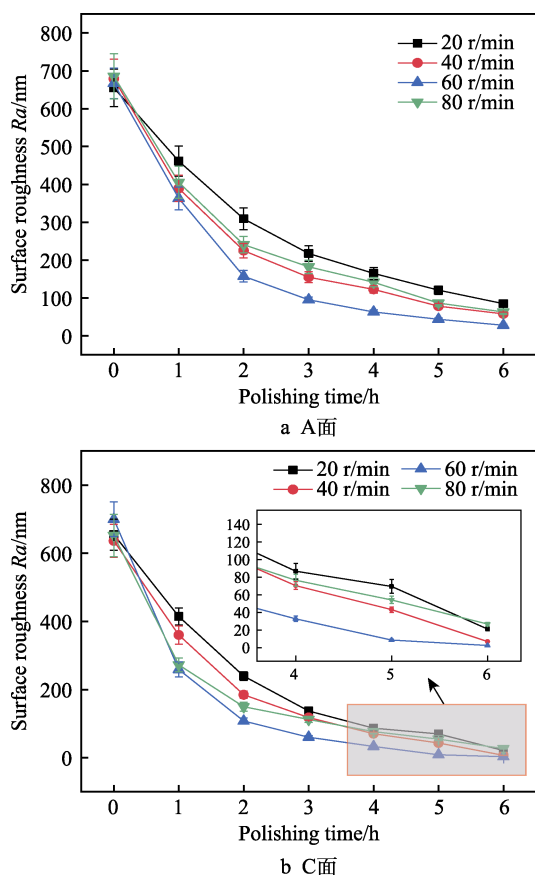 800
700
600
500
400
300
200
100
0
Surface roughness Ra/nm
20 r/min
40 r/min
60 r/min
80 r/min
0 1 2 3 4 5 6
Polishing time/h
a A面
800
600
400
200
0
Surface roughness Ra/nm
20 r/min 60 r/min
40 r/min 80 r/min
140
120
100
80
60
40
20
0
4 5 6
0 1 2 3 4 5 6
Polishing time/h
b C面